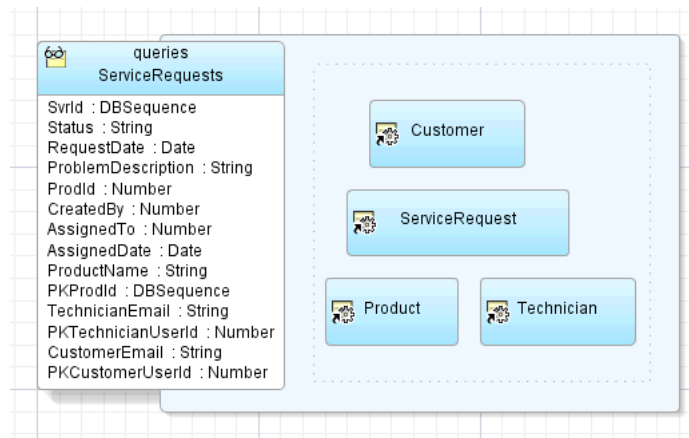 queries
ServiceRequests
SvrId : DBSequence
Status : String
RequestDate : Date
ProblemDescription : String
ProdId : Number
CreatedBy : Number
AssignedTo : Number
AssignedDate : Date
ProductName : String
PKProdId : DBSequence
TechnicianEmail : String
PKTechnicianUserId : Number
CustomerEmail : String
PKCustomerUserId : Number
Customer
ServiceRequest
Product
Technician